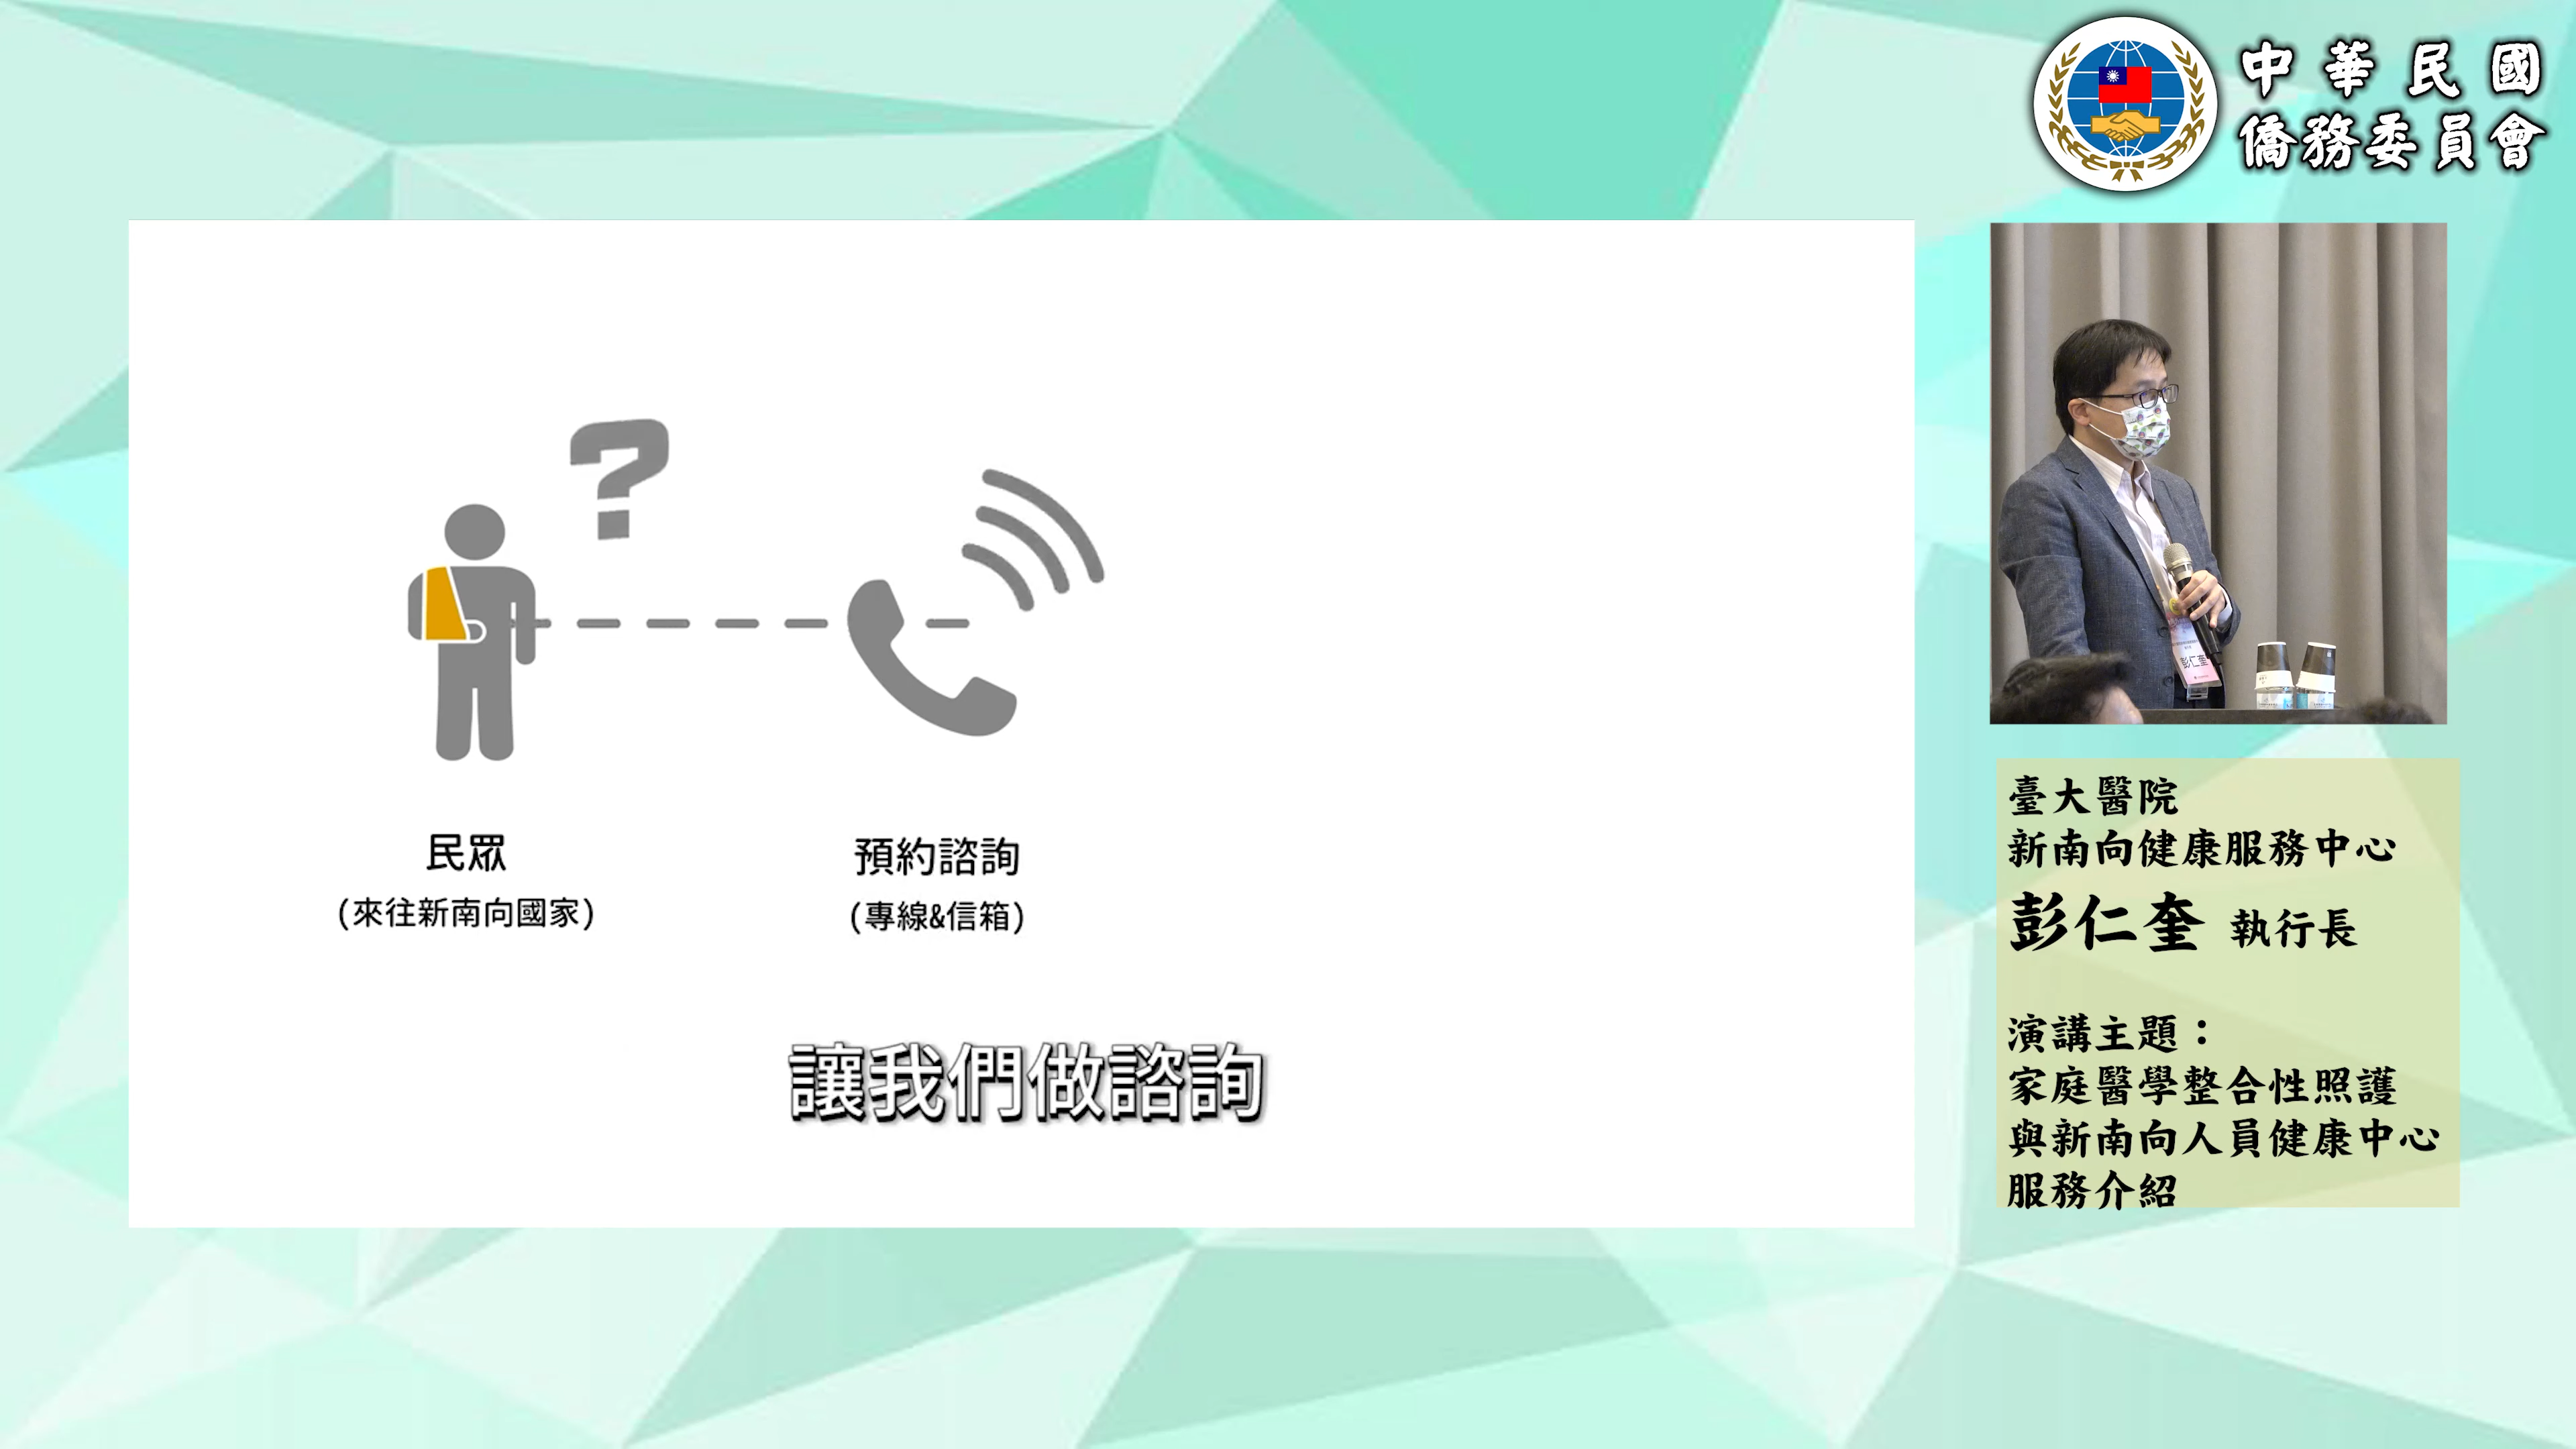 中華民國
僑務委員會
民眾
(來往新南向國家)
預約諮詢
(專線&信箱)
讓我們做諮詢
彭仁奎
臺大醫院
新南向健康服務中心
彭仁奎 執行長
演講主題：
家庭醫學整合性照護
與新南向人員健康中心
服務介紹